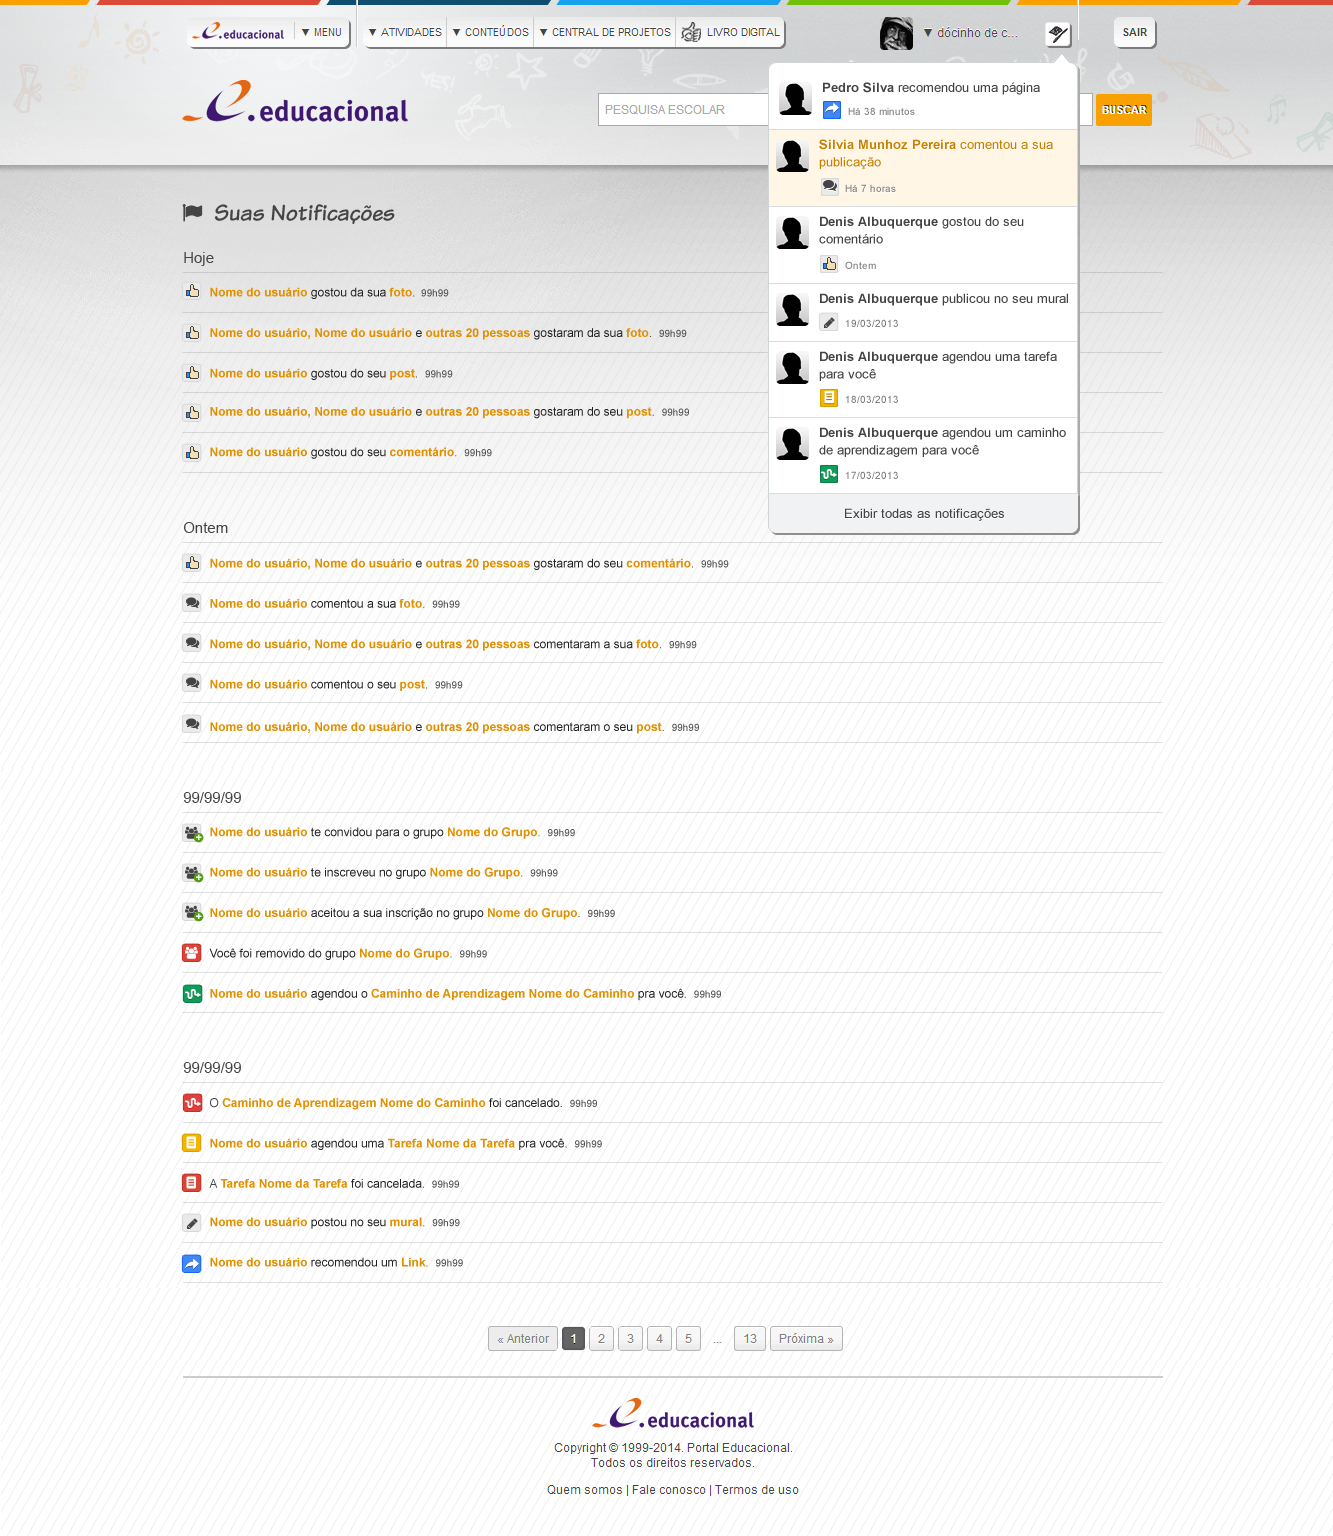 e.educacional
▼ MENU
▼ ATIVIDADES
▼ CONTEÚDOS
▼ CENTRAL DE PROJETOS
LIVRO DIGITAL
▼ dócinho de c...
SAIR
e.educacional
PESQUISA ESCOLAR
BUSCAR
Pedro Silva recomendou uma página
Há 38 minutos
Silvia Munhoz Pereira comentou a sua
publicação
Há 7 horas
Denis Albuquerque gostou do seu
comentário
Ontem
Denis Albuquerque publicou no seu mural
19/03/2013
Denis Albuquerque agendou uma tarefa
para você
18/03/2013
Denis Albuquerque agendou um caminho
de aprendizagem para você
17/03/2013
Exibir todas as notificações
Suas Notificações
Hoje
Nome do usuário gostou da sua foto. 99h99
Nome do usuário, Nome do usuário e outras 20 pessoas gostaram da sua foto. 99h99
Nome do usuário gostou do seu post. 99h99
Nome do usuário, Nome do usuário e outras 20 pessoas gostaram do seu post. 99h99
Nome do usuário gostou do seu comentário. 99h99
Ontem
Nome do usuário, Nome do usuário e outras 20 pessoas gostaram do seu comentário. 99h99
Nome do usuário comentou a sua foto. 99h99
Nome do usuário, Nome do usuário e outras 20 pessoas comentaram a sua foto. 99h99
Nome do usuário comentou o seu post. 99h99
Nome do usuário, Nome do usuário e outras 20 pessoas comentaram o seu post. 99h99
99/99/99
Nome do usuário te convidou para o grupo Nome do Grupo. 99h99
Nome do usuário te inscreveu no grupo Nome do Grupo. 99h99
Nome do usuário aceitou a sua inscrição no grupo Nome do Grupo. 99h99
Você foi removido do grupo Nome do Grupo. 99h99
Nome do usuário agendou o Caminho de Aprendizagem Nome do Caminho pra você. 99h99
99/99/99
O Caminho de Aprendizagem Nome do Caminho foi cancelado. 99h99
Nome do usuário agendou uma Tarefa Nome da Tarefa pra você. 99h99
A Tarefa Nome da Tarefa foi cancelada. 99h99
Nome do usuário postou no seu mural. 99h99
Nome do usuário recomendou um Link. 99h99
« Anterior 1 2 3 4 5 ... 13 Próxima »
e.educacional
Copyright © 1999-2014. Portal Educacional.
Todos os direitos reservados.
Quem somos | Fale conosco | Termos de uso